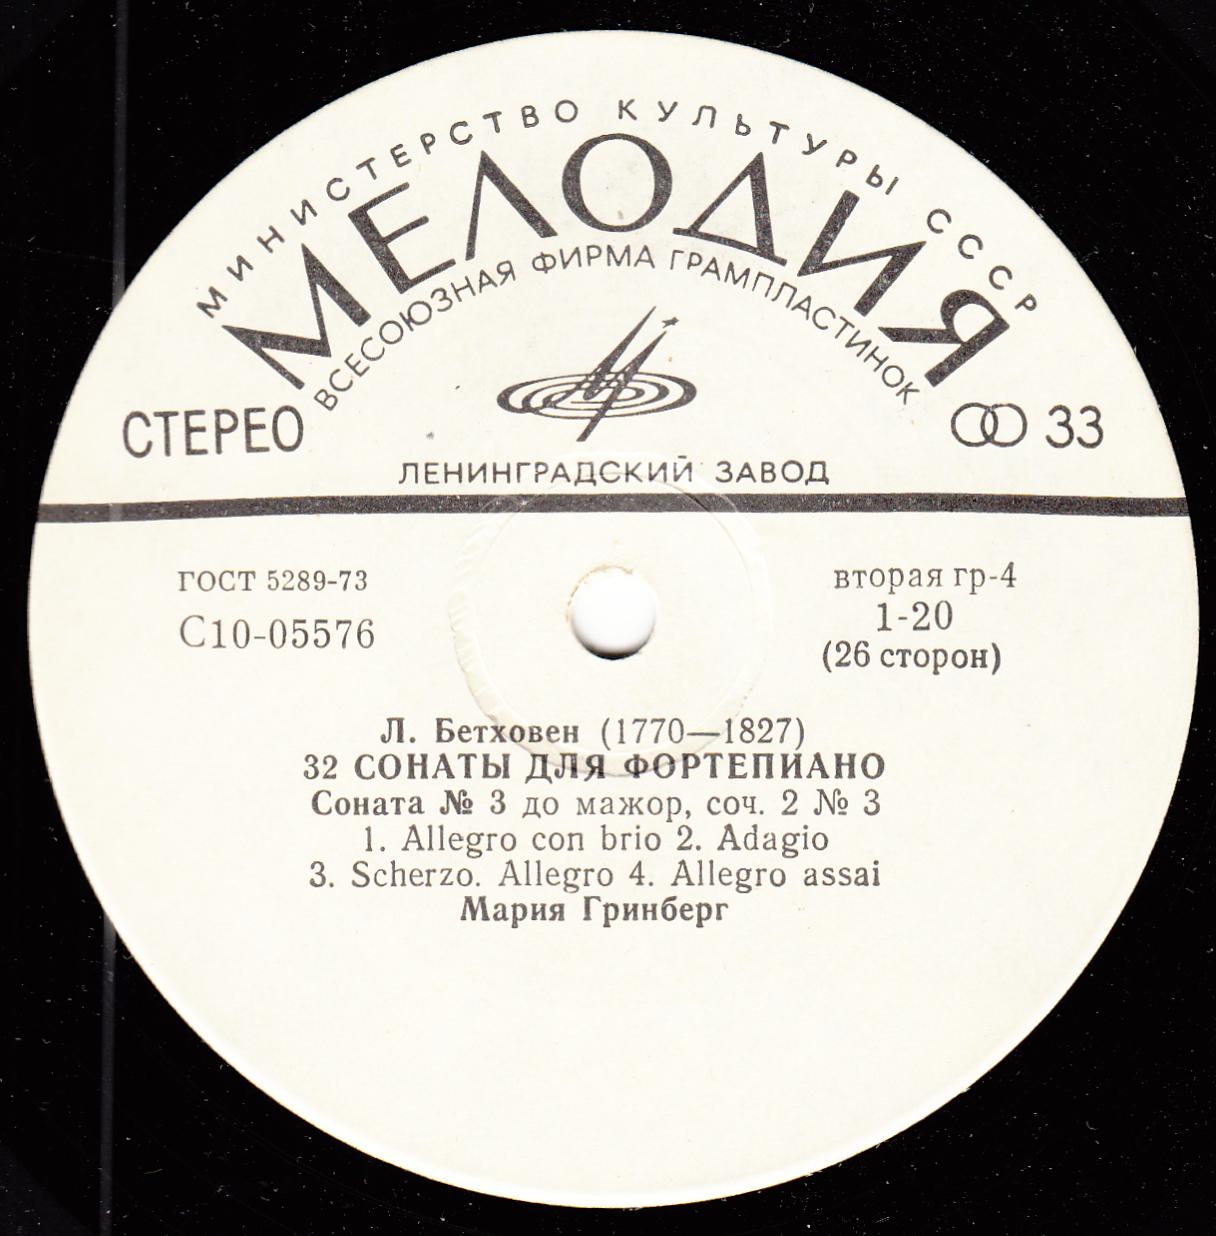 МИНИСТЕРСТВО КУЛЬТУРЫ СССР
МЕЛОДИЯ
ВСЕСОЮЗНАЯ ФИРМА ГРАМПЛАСТИНОК
СТЕРЕО
33
ЛЕНИНГРАДСКИЙ ЗАВОД
ГОСТ 5289-73
С10-05576
вторая гр-4
1-20
(26 сторон)
Л. Бетховен (1770—1827)
32 СОНАТЫ ДЛЯ ФОРТЕПИАНО
Соната № 3 до мажор, соч. 2 № 3
1. Allegro con brio 2. Adagio
3. Scherzo. Allegro 4. Allegro assai
Мария Гринберг